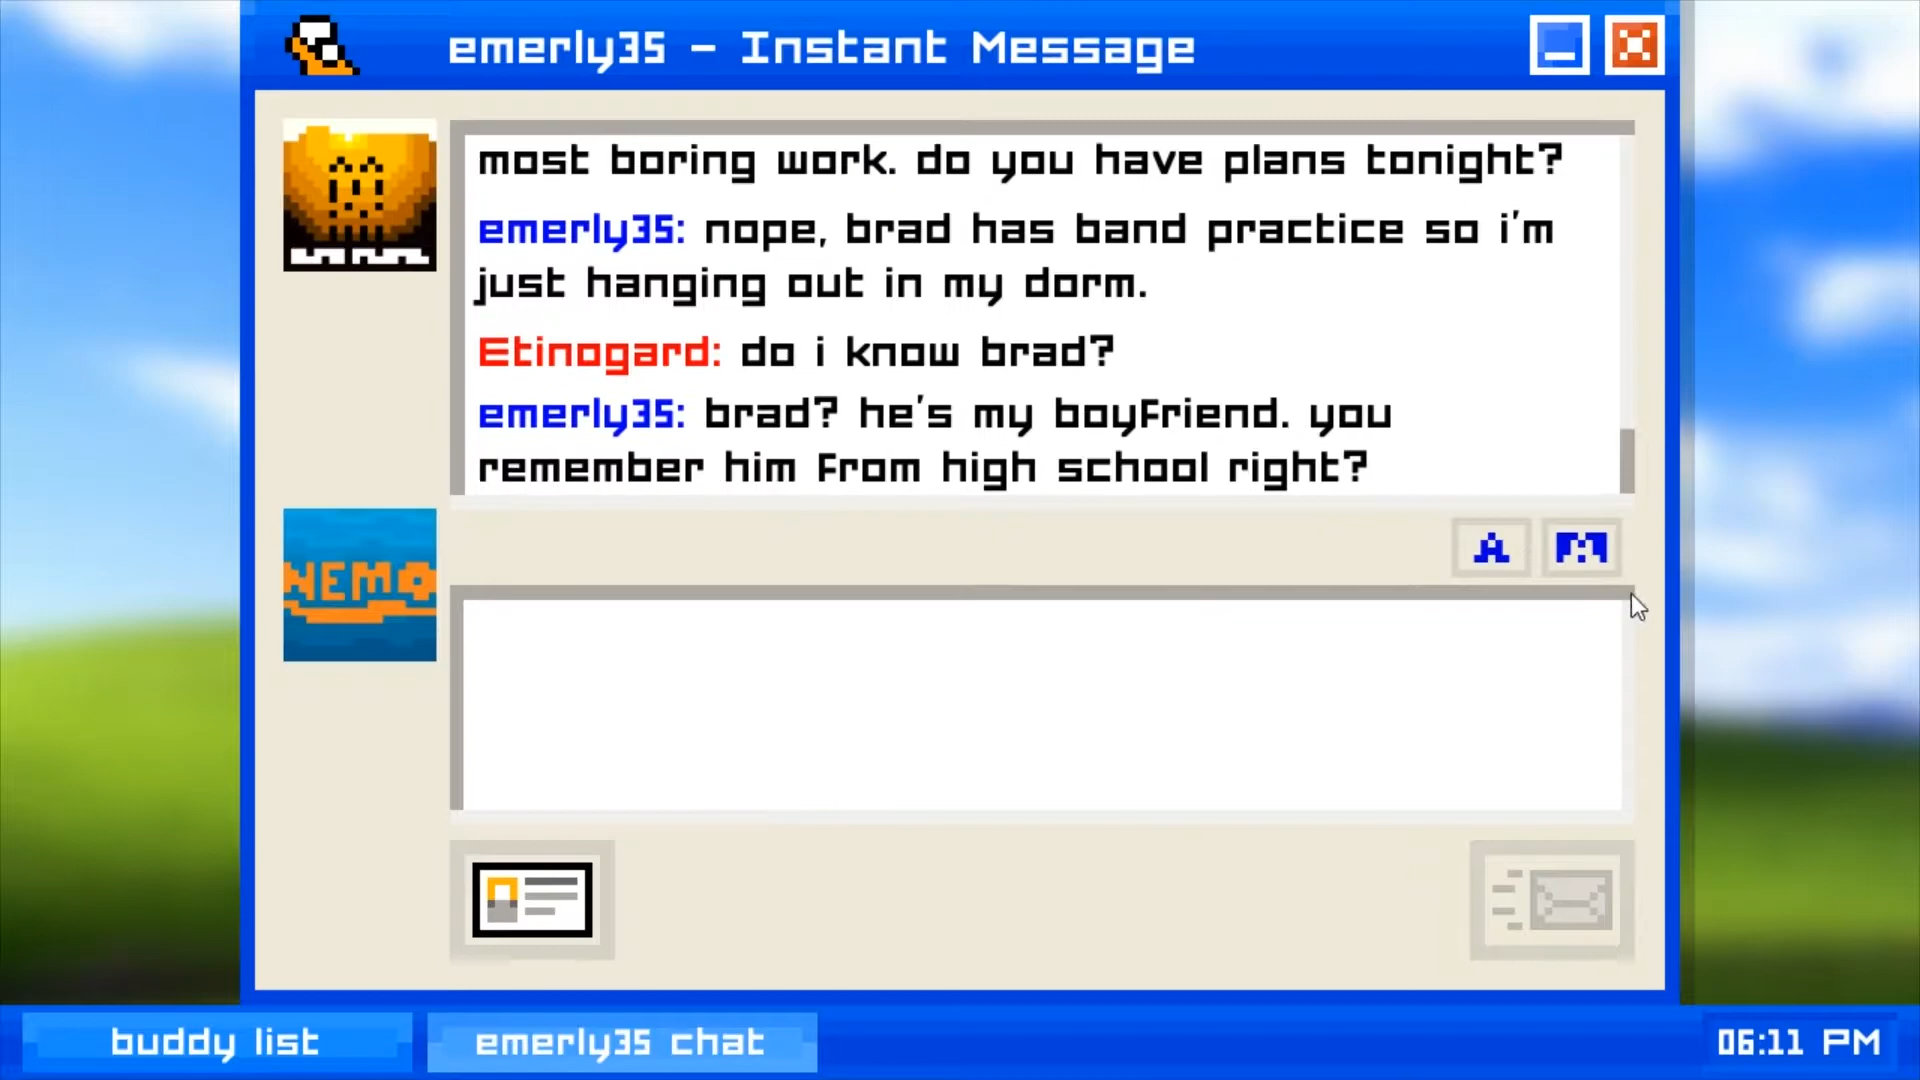 emerly35 - Instant Message
most boring work. do you have plans tonight?
emerly35: nope, brad has band practice so i'm
just hanging out in my dorm.
Etinogard: do i know brad?
emerly35: brad? he's my boyfriend. you
remember him from high school right?
A
NEMO
buddy list
emerly35 chat
06:11 PM